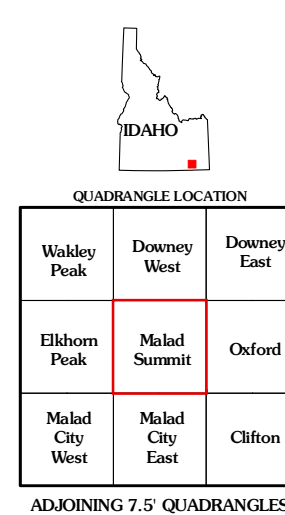 IDAHO
QUADRANGLE LOCATION
Wakley Peak
Downey West
Downey East
Elkhorn Peak
Malad Summit
Oxford
Malad City West
Malad City East
Clifton
ADJOINING 7.5' QUADRANGLES